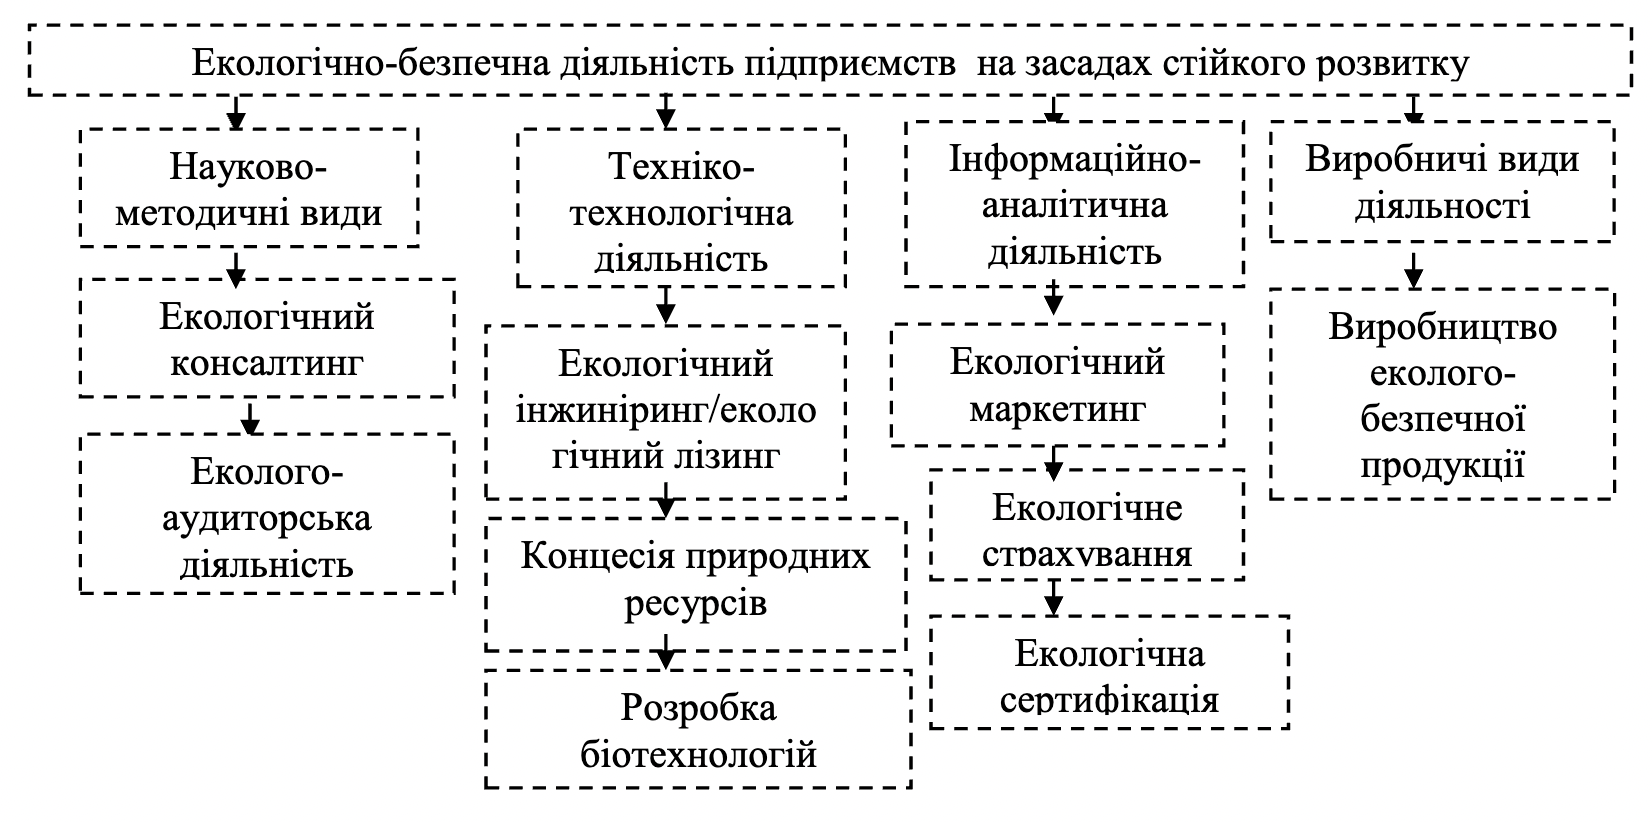 Екологічно-безпечна діяльність підприємств на засадах стійкого розвитку
Науково-
методичні види
Екологічний
консалтинг
Еколого-
аудиторська
діяльність
Техніко-
технологічна
діяльність
Екологічний
інжиніринг/еколо
гічний лізинг
Концесія природних
ресурсів
Розробка
біотехнологій
Інформаційно-
аналітична
діяльність
Екологічний
маркетинг
Екологічне
страхування
Екологічна
сертифікація
Виробничі види
діяльності
Виробництво
еколого-
безпечної
продукції